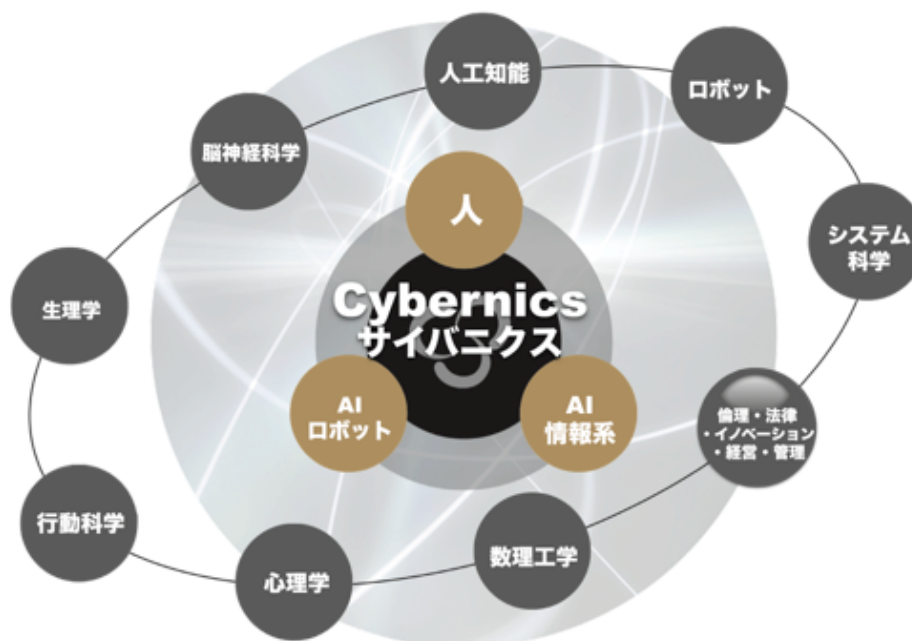 人工知能
ロボット
脳神経科学
人
システム
科学
生理学
Cybernics
サイバニクス
AI
ロボット
AI
情報系
倫理・法律
・イノベーション
・経営・管理
行動科学
数理工学
心理学